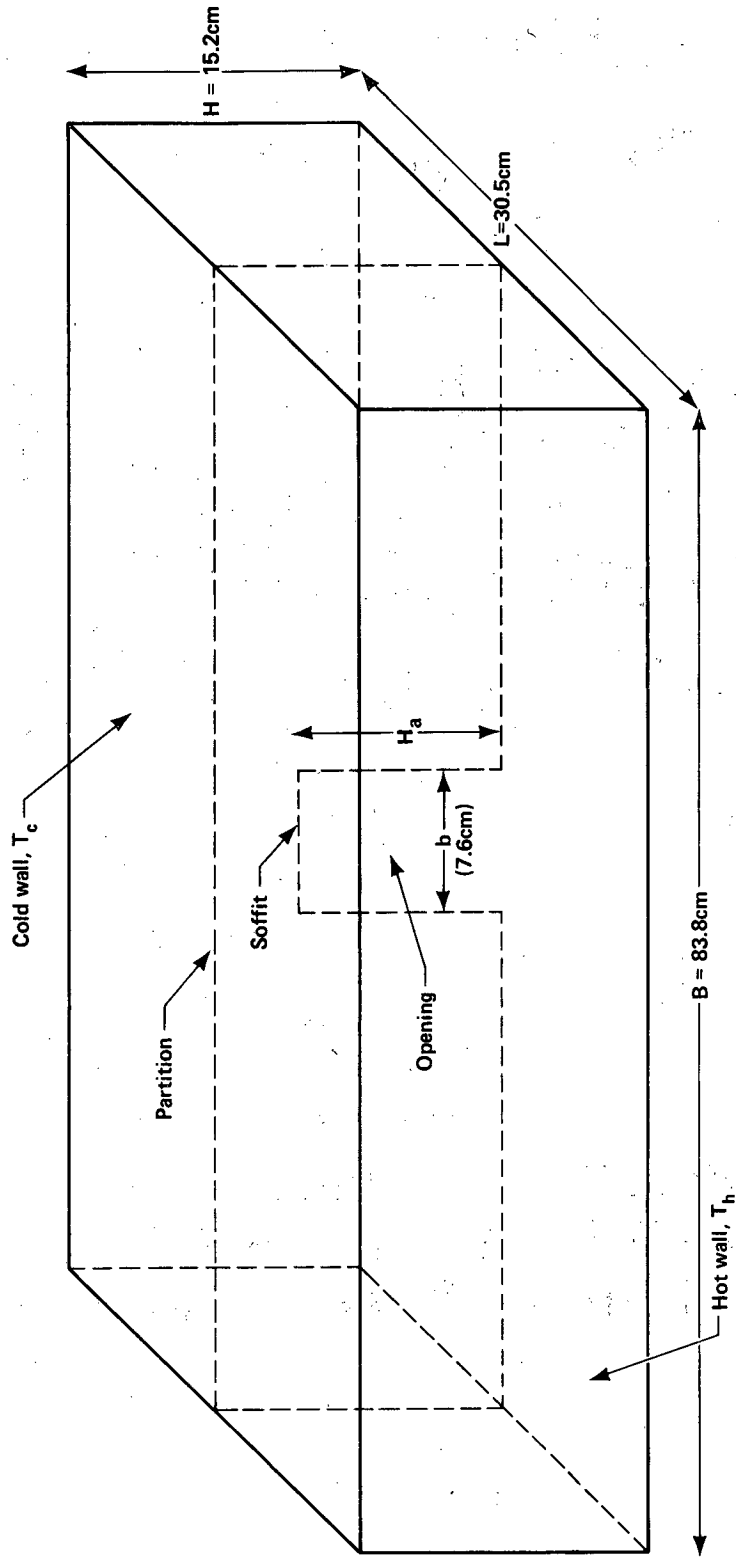 Cold wall, T_c
Partition
Soffit
H = 15.2cm
H_a
L=30.5cm
b
(7.6cm)
Opening
Hot wall, T_h
B = 83.8cm